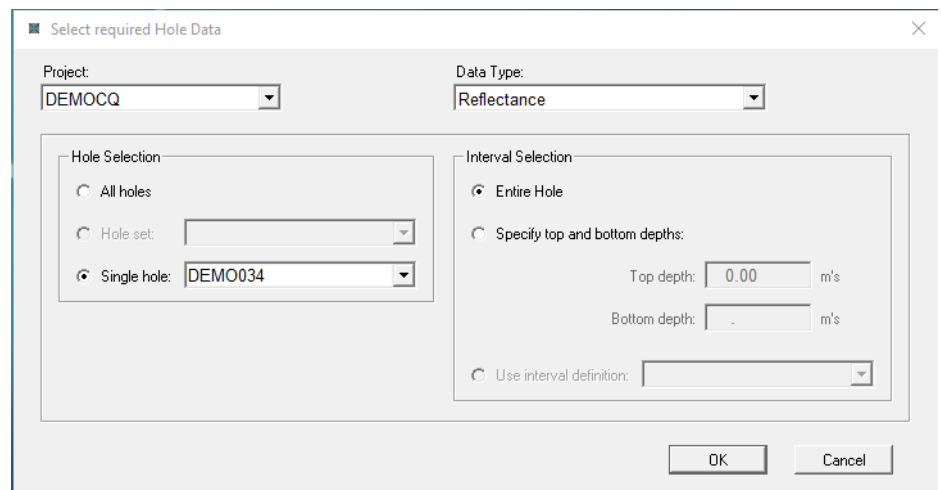 Select required Hole Data
Project:
DEMOCQ
Data Type:
Reflectance
Hole Selection
All holes
Hole set:
Single hole: DEMO034
Interval Selection
Entire Hole
Specify top and bottom depths:
Top depth: 0.00 m's
Bottom depth: . m's
Use interval definition:
OK
Cancel